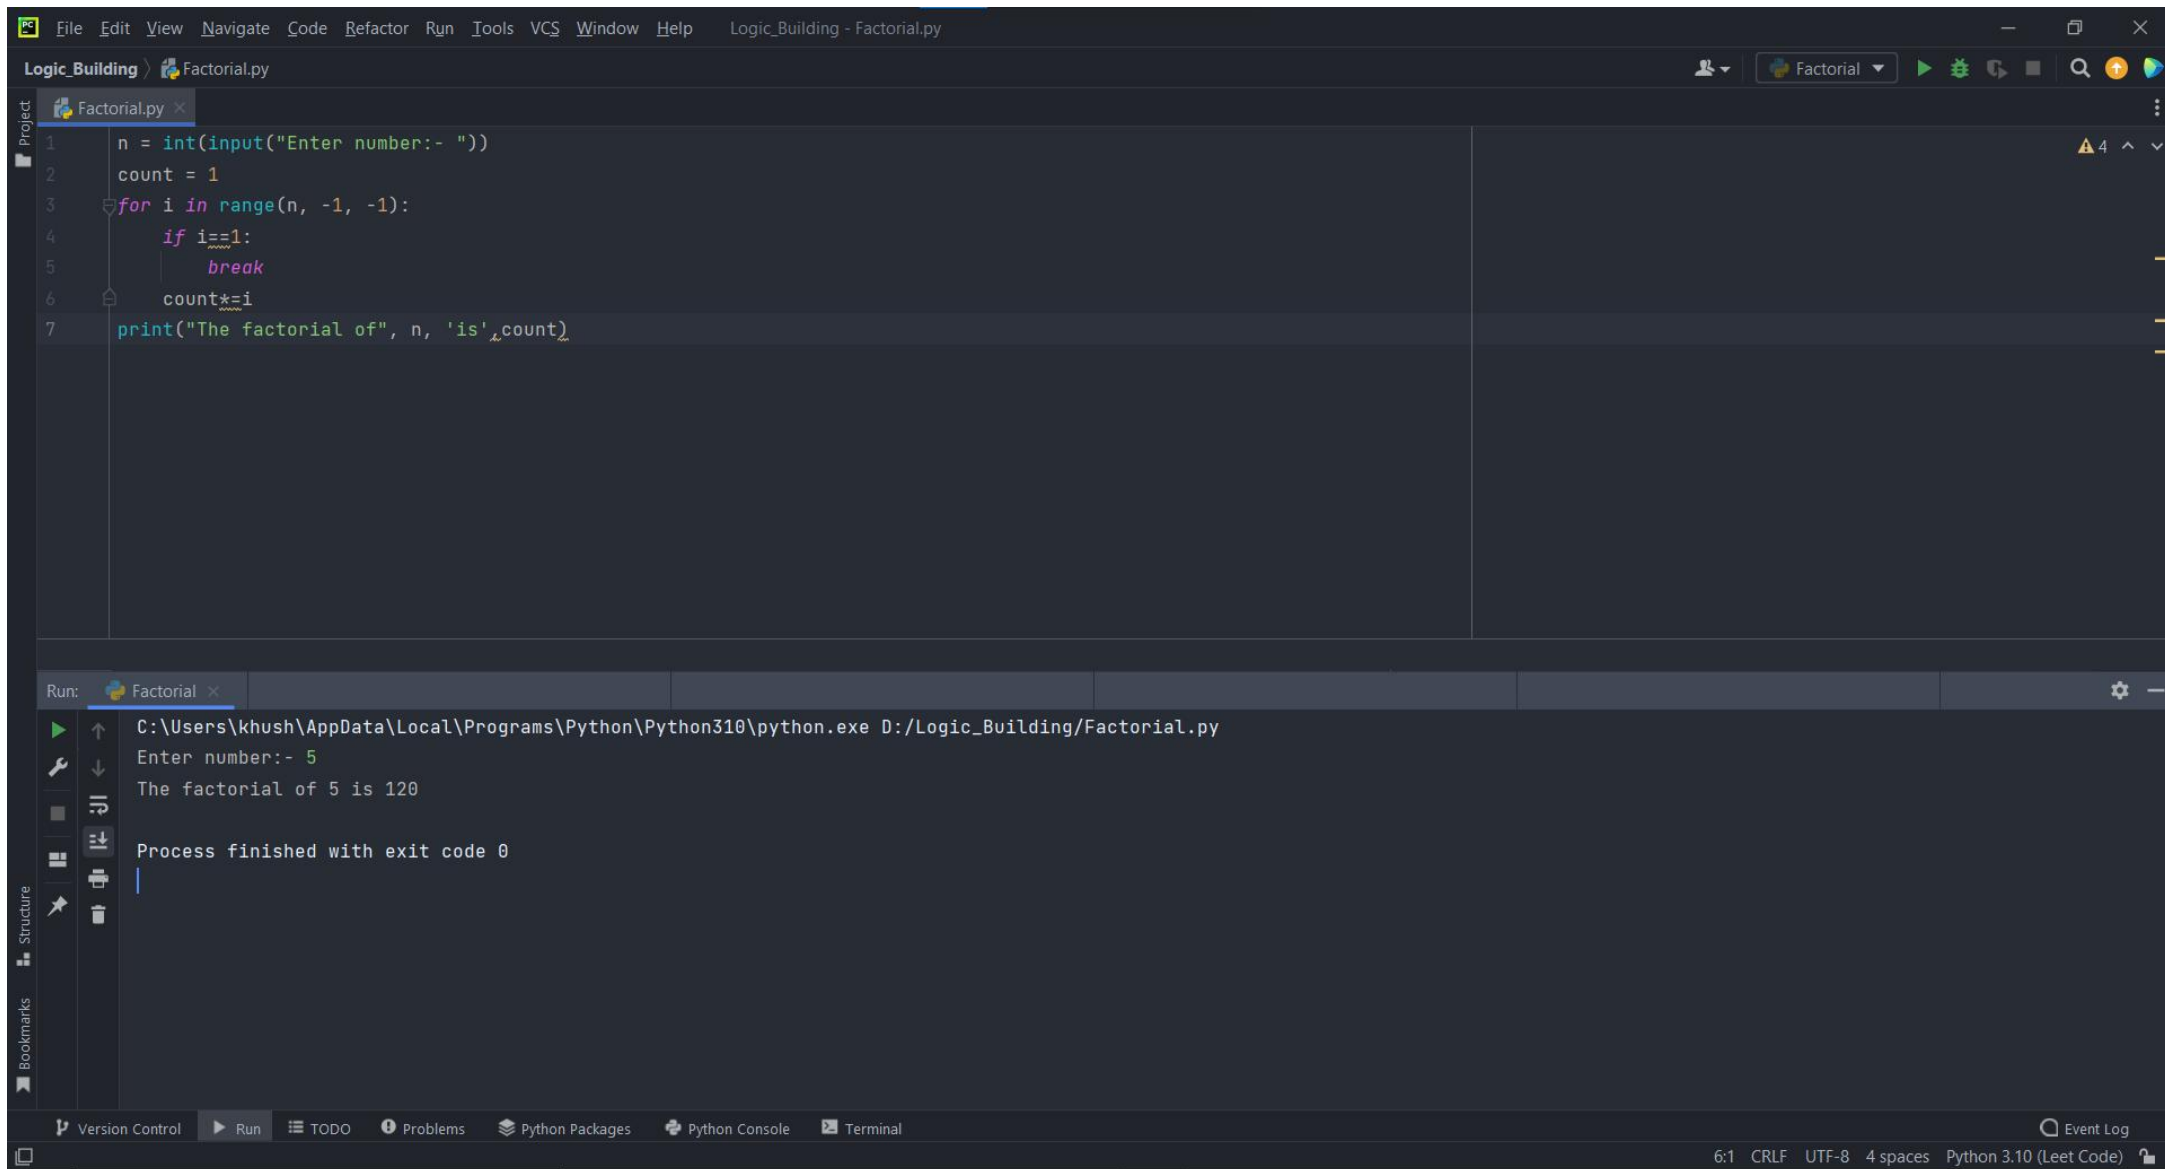 PC File Edit View Navigate Code Refactor Run Tools VCS Window Help Logic_Building - Factorial.py
Logic_Building Factorial.py Factorial
Project
Factorial.py
1 n = int(input("Enter number:- "))
2 count = 1
3 for i in range(n, -1, -1):
4     if i==1:
5         break
6     count*=i
7 print("The factorial of", n, 'is',count)
4
Run: Factorial
C:\Users\khush\AppData\Local\Programs\Python\Python310\python.exe D:/Logic_Building/Factorial.py
Enter number:- 5
The factorial of 5 is 120
Process finished with exit code 0
Structure
Bookmarks
Version Control Run TODO Problems Python Packages Python Console Terminal Event Log
6:1 CRLF UTF-8 4 spaces Python 3.10 (Leet Code)